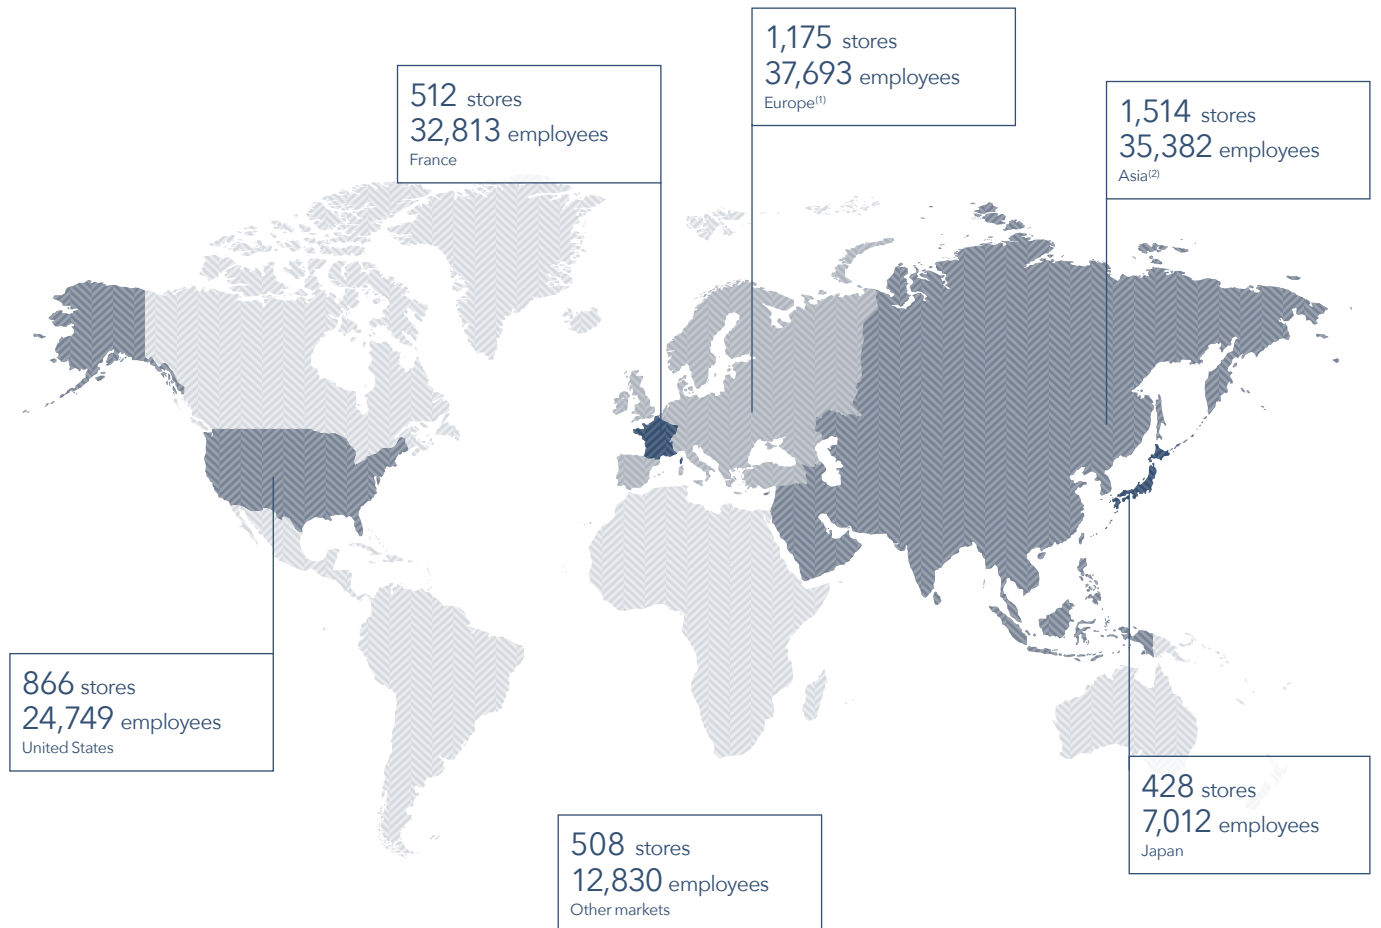 1,175 stores
37,693 employees
Europe(1)
512 stores
32,813 employees
France
1,514 stores
35,382 employees
Asia(2)
866 stores
24,749 employees
United States
428 stores
7,012 employees
Japan
508 stores
12,830 employees
Other markets